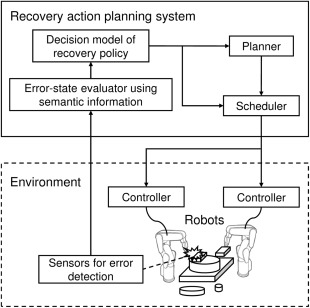 Recovery action planning system
Decision model of
recovery policy
Planner
Error-state evaluator using
semantic information
Scheduler
Environment
Controller
Controller
Robots
Sensors for error
detection